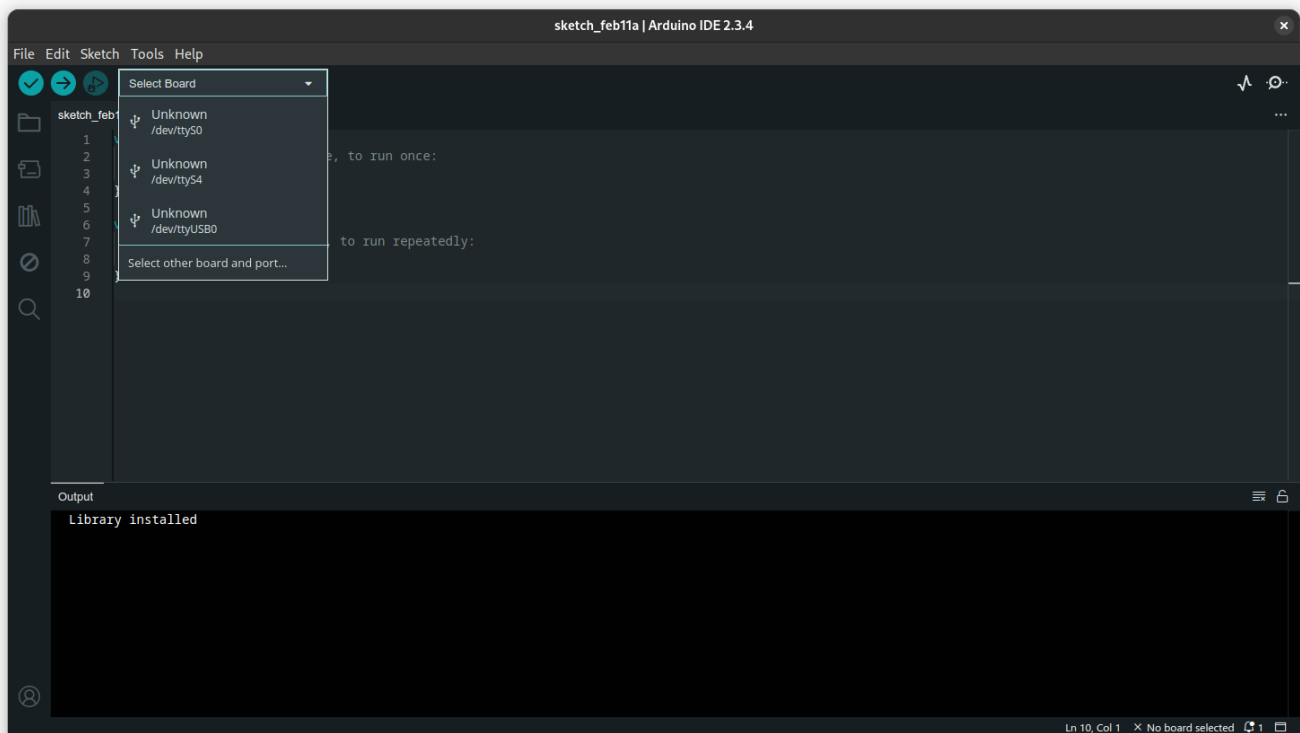 sketch_feb11a | Arduino IDE 2.3.4
File Edit Sketch Tools Help
Select Board
sketch_feb1
Unknown
/dev/ttyS0
Unknown
/dev/ttyS4
Unknown
/dev/ttyUSB0
Select other board and port...
1
2 e, to run once:
3
4 }
5
6
7 , to run repeatedly:
8
9 }
10
Output
Library installed
Ln 10, Col 1 No board selected 1